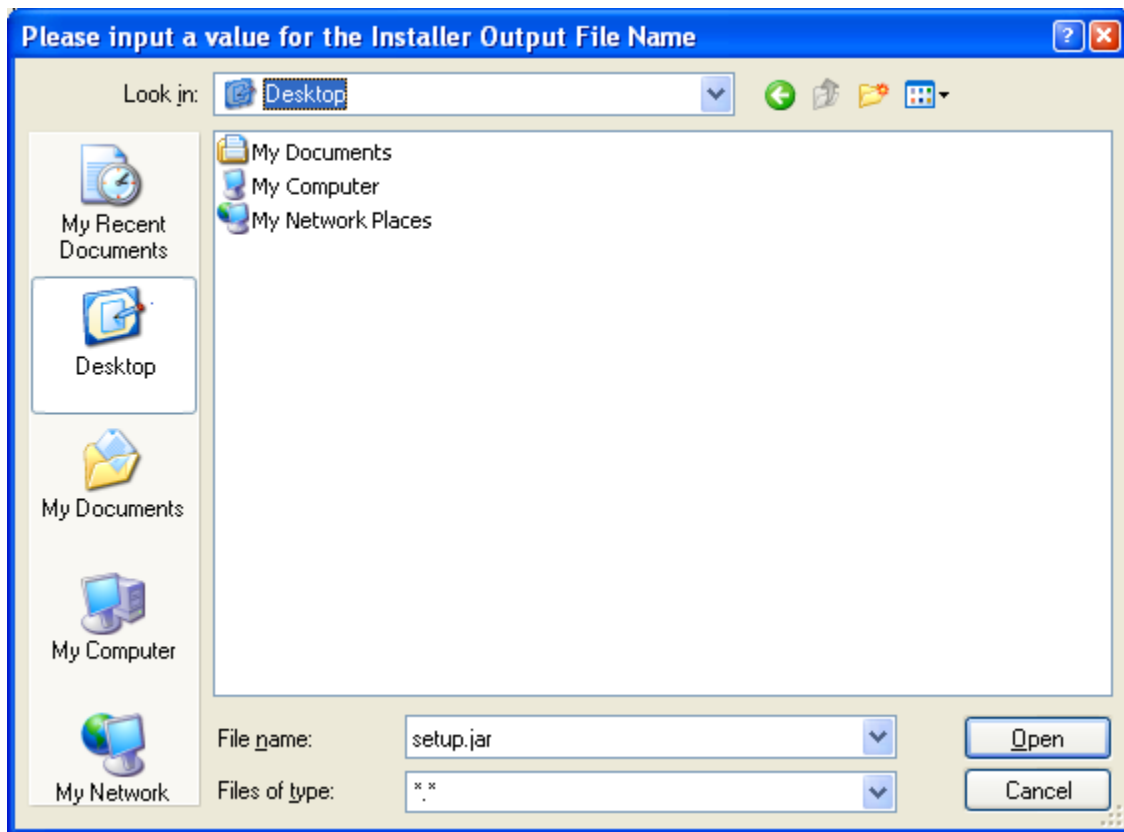 Please input a value for the Installer Output File Name
Look in:
Desktop
My Recent
Documents
Desktop
My Documents
My Computer
My Network
My Documents
My Computer
My Network Places
File name:
setup.jar
Open
Files of type:
*.*
Cancel